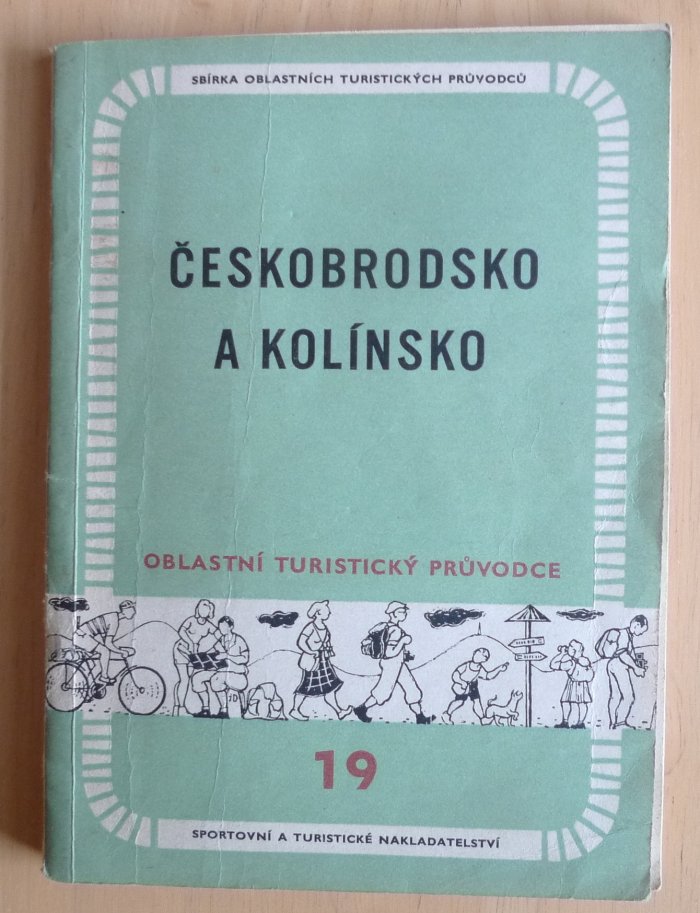 SBÍRKA OBLASTNÍCH TURISTICKÝCH PRŮVODCŮ
ČESKOBRODSKO
A KOLÍNSKO
OBLASTNÍ TURISTICKÝ PRŮVODCE
19
SPORTOVNÍ A TURISTICKÉ NAKLADATELSTVÍ